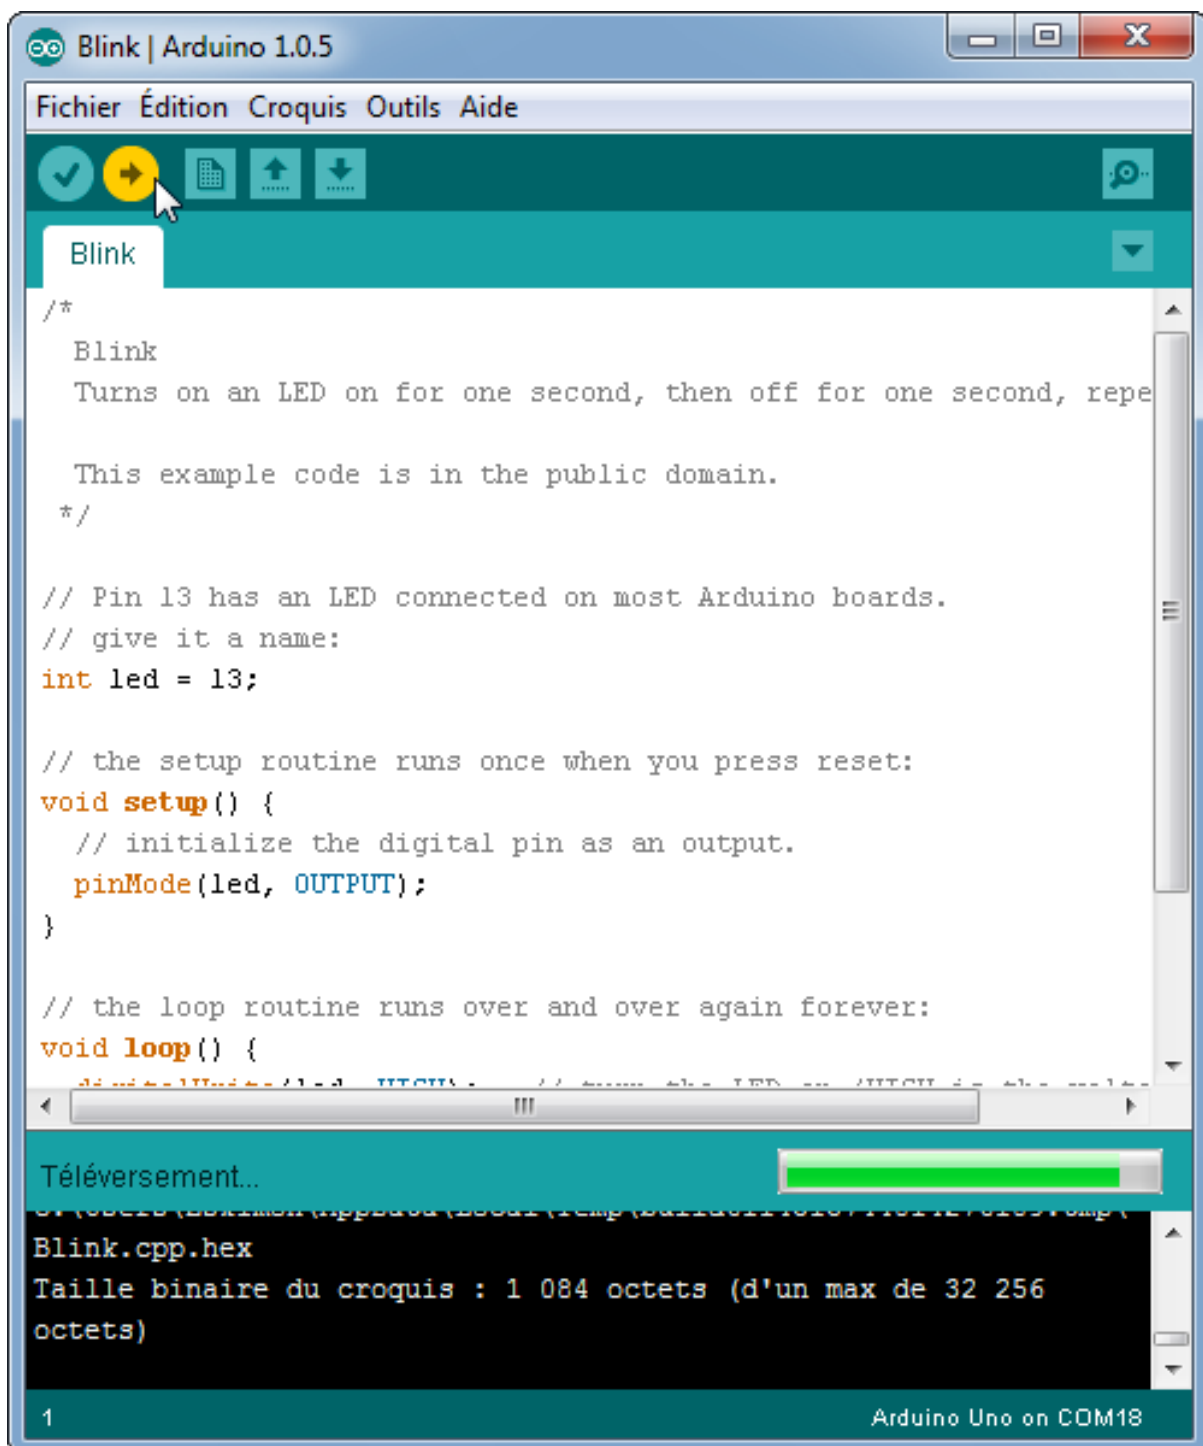 Blink | Arduino 1.0.5
Fichier Édition Croquis Outils Aide
Blink
/*
Blink
Turns on an LED on for one second, then off for one second, repe
This example code is in the public domain.
*/
// Pin 13 has an LED connected on most Arduino boards.
// give it a name:
int led = 13;
// the setup routine runs once when you press reset:
void setup() {
// initialize the digital pin as an output.
pinMode(led, OUTPUT);
}
// the loop routine runs over and over again forever:
void loop() {
Téléversement...
Blink.cpp.hex
Taille binaire du croquis : 1 084 octets (d'un max de 32 256
octets)
1
Arduino Uno on COM18